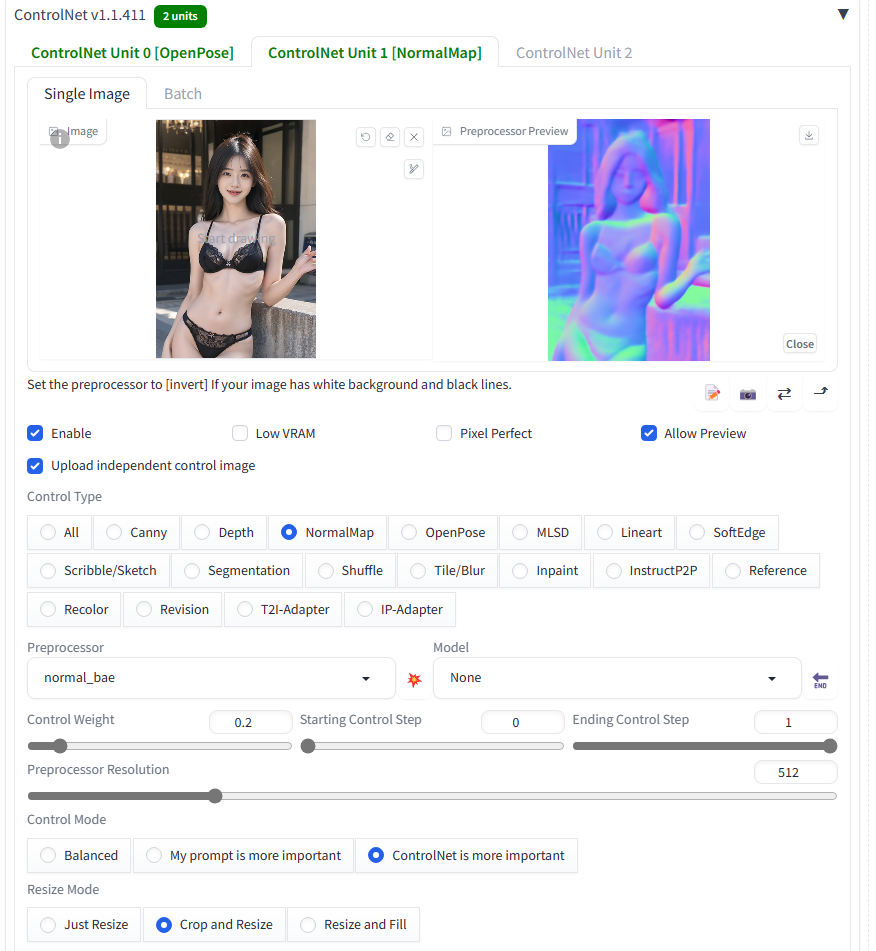 ControlNet v1.1.411 2 units ▼
ControlNet Unit 0 [OpenPose] ControlNet Unit 1 [NormalMap] ControlNet Unit 2
Single Image Batch
Image Preprocessor Preview
Start drawing
Close
Set the preprocessor to [invert] If your image has white background and black lines.
Enable Low VRAM Pixel Perfect Allow Preview
Upload independent control image
Control Type
All Canny Depth NormalMap OpenPose MLSD Lineart SoftEdge
Scribble/Sketch Segmentation Shuffle Tile/Blur Inpaint InstructP2P Reference
Recolor Revision T2I-Adapter IP-Adapter
Preprocessor Model
normal_bae None END
Control Weight 0.2 Starting Control Step 0 Ending Control Step 1
Preprocessor Resolution 512
Control Mode
Balanced My prompt is more important ControlNet is more important
Resize Mode
Just Resize Crop and Resize Resize and Fill